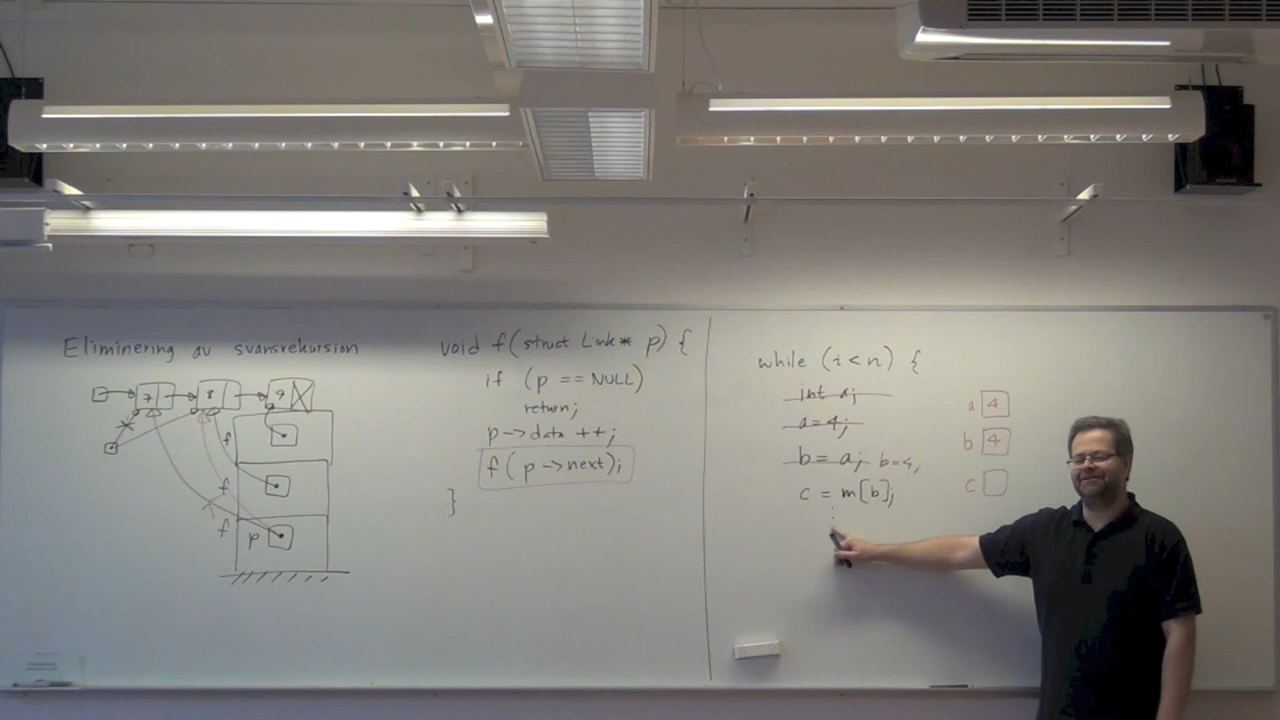 Eliminering av svansrekursion
7 8 9
f
f
f
p
void f(struct Link* p) {
if (p == NULL)
return;
p->data ++;
f( p->next);
}
while (i < n) {
int a;
a = 4;
b = a; b=4;
c = m[b];
a 4
b 4
c